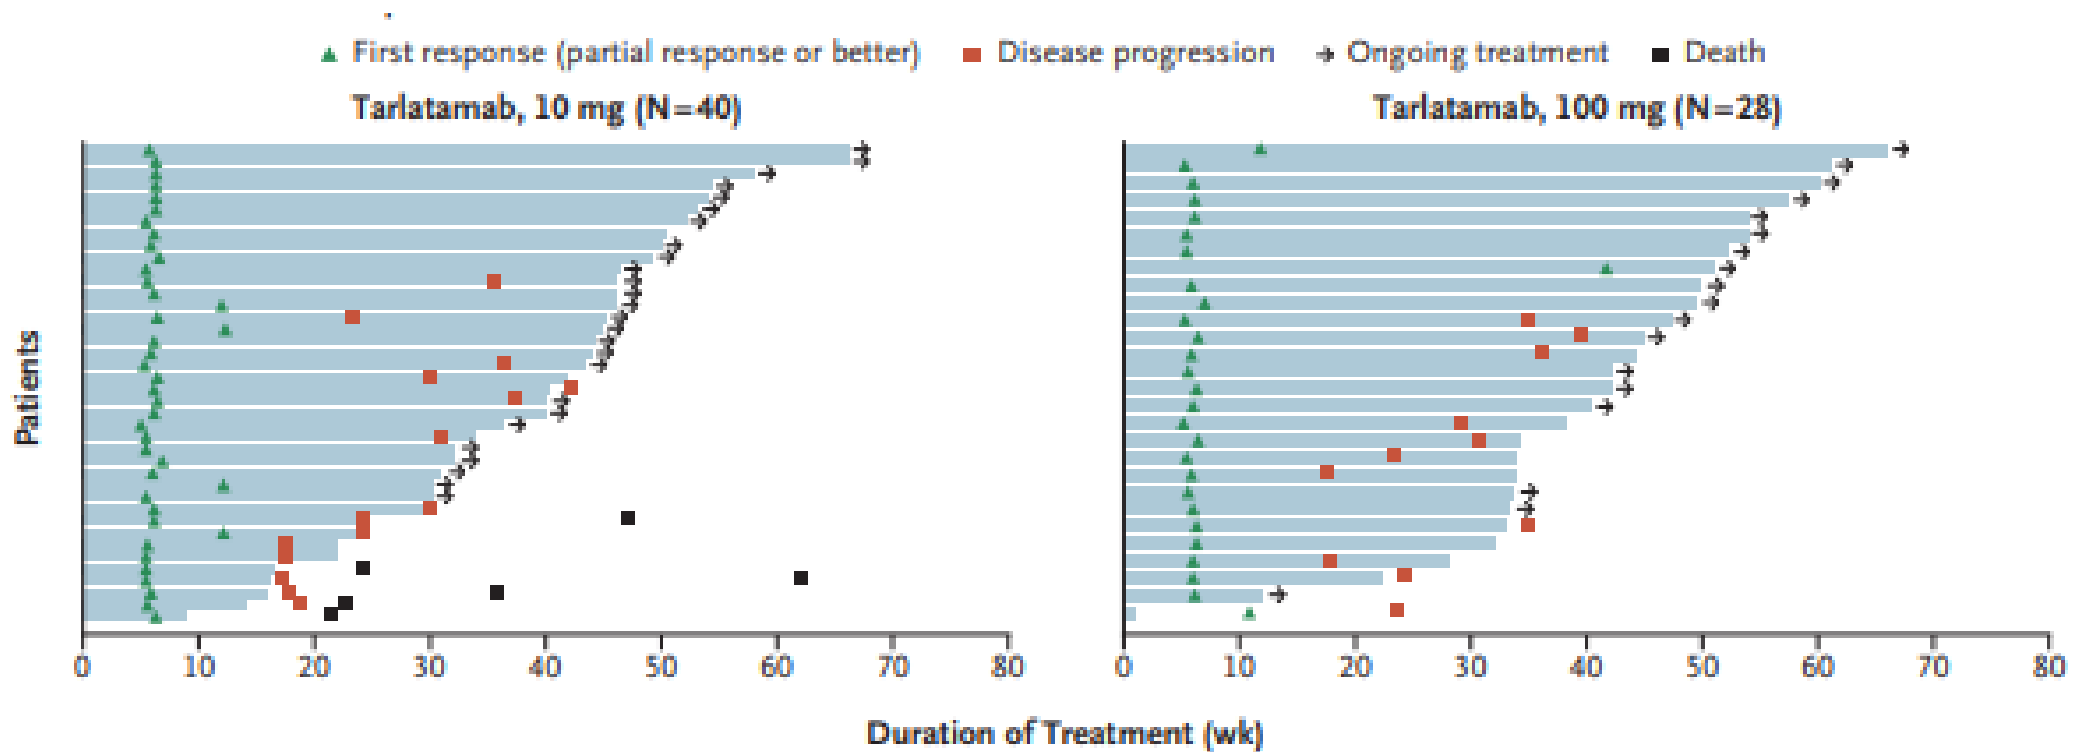 First response (partial response or better) Disease progression Ongoing treatment Death
Tarlatamab, 10 mg (N=40) Tarlatamab, 100 mg (N=28)
Patients
0 10 20 30 40 50 60 70 80 0 10 20 30 40 50 60 70 80
Duration of Treatment (wk)